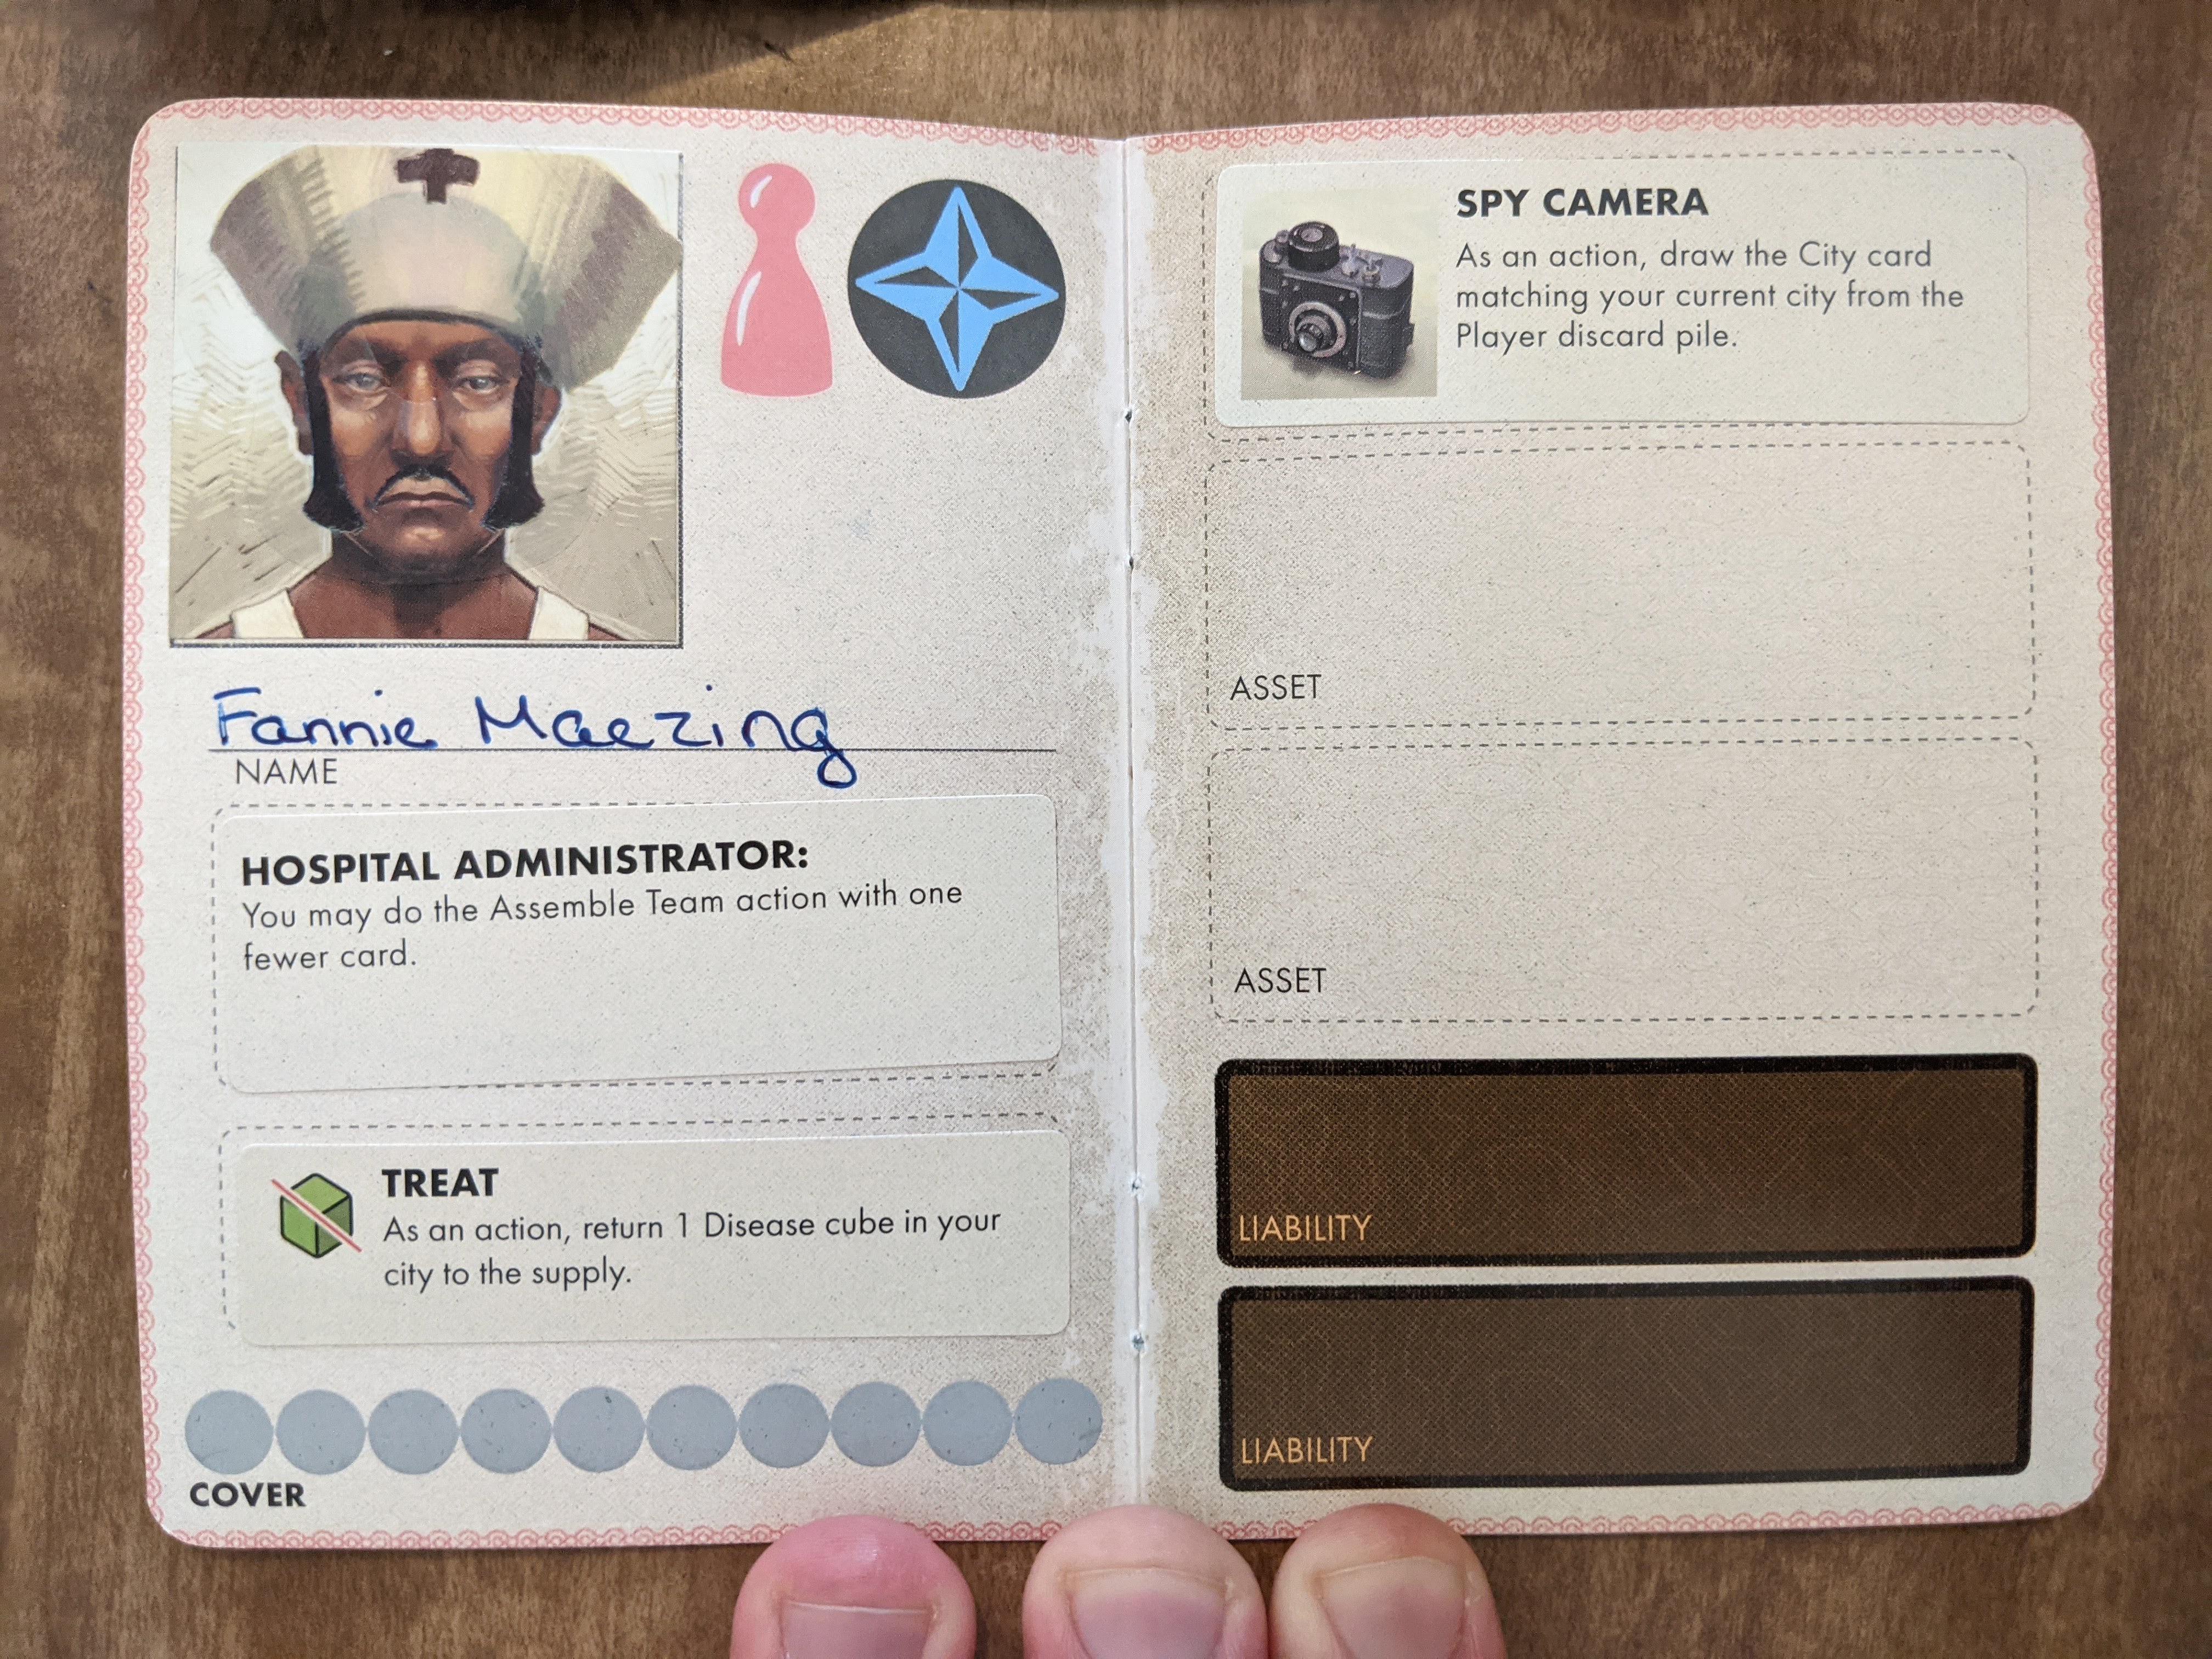 Fannie Maezing
NAME
HOSPITAL ADMINISTRATOR:
You may do the Assemble Team action with one
fewer card.
TREAT
As an action, return 1 Disease cube in your
city to the supply.
COVER
SPY CAMERA
As an action, draw the City card
matching your current city from the
Player discard pile.
ASSET
ASSET
LIABILITY
LIABILITY